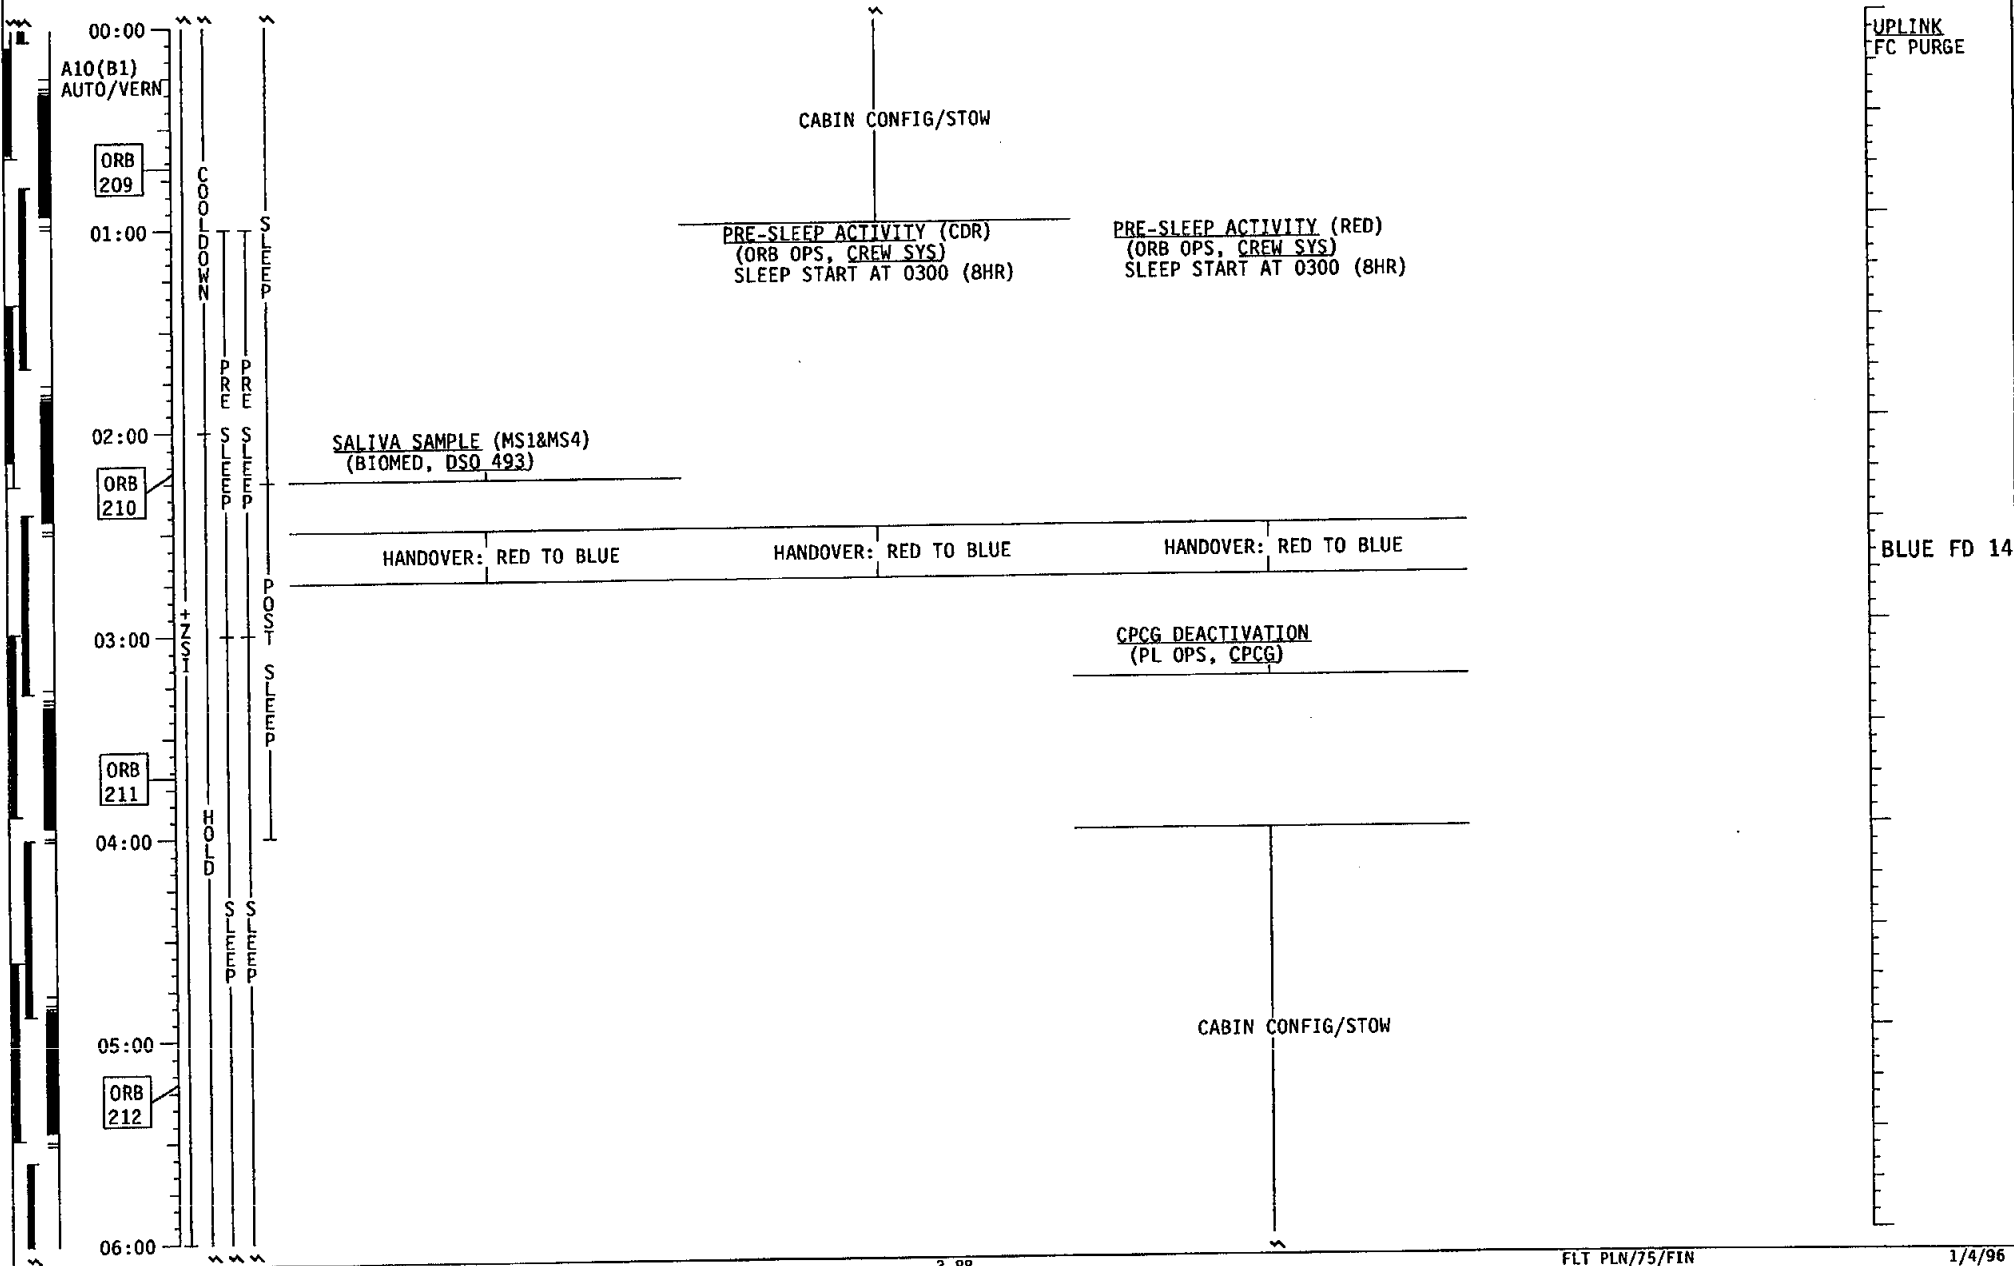 00:00
UPLINK
FC PURGE
A10(B1)
AUTO/VERN
CABIN CONFIG/STOW
ORB
209
COOLDOWN
SLEEP
01:00
PRE-SLEEP ACTIVITY (CDR)
(ORB OPS, CREW SYS)
SLEEP START AT 0300 (8HR)
PRE-SLEEP ACTIVITY (RED)
(ORB OPS, CREW SYS)
SLEEP START AT 0300 (8HR)
PRE SLEEP
PRE SLEEP
02:00
SALIVA SAMPLE (MS1&MS4)
(BIOMED, DSO 493)
ORB
210
HANDOVER: RED TO BLUE
HANDOVER: RED TO BLUE
HANDOVER: RED TO BLUE
BLUE FD 14
POST SLEEP
+ZSI
03:00
CPCG DEACTIVATION
(PL OPS, CPCG)
ORB
211
HOLD
04:00
SLEEP
SLEEP
CABIN CONFIG/STOW
05:00
ORB
212
06:00
3-88
FLT PLN/75/FIN
1/4/96